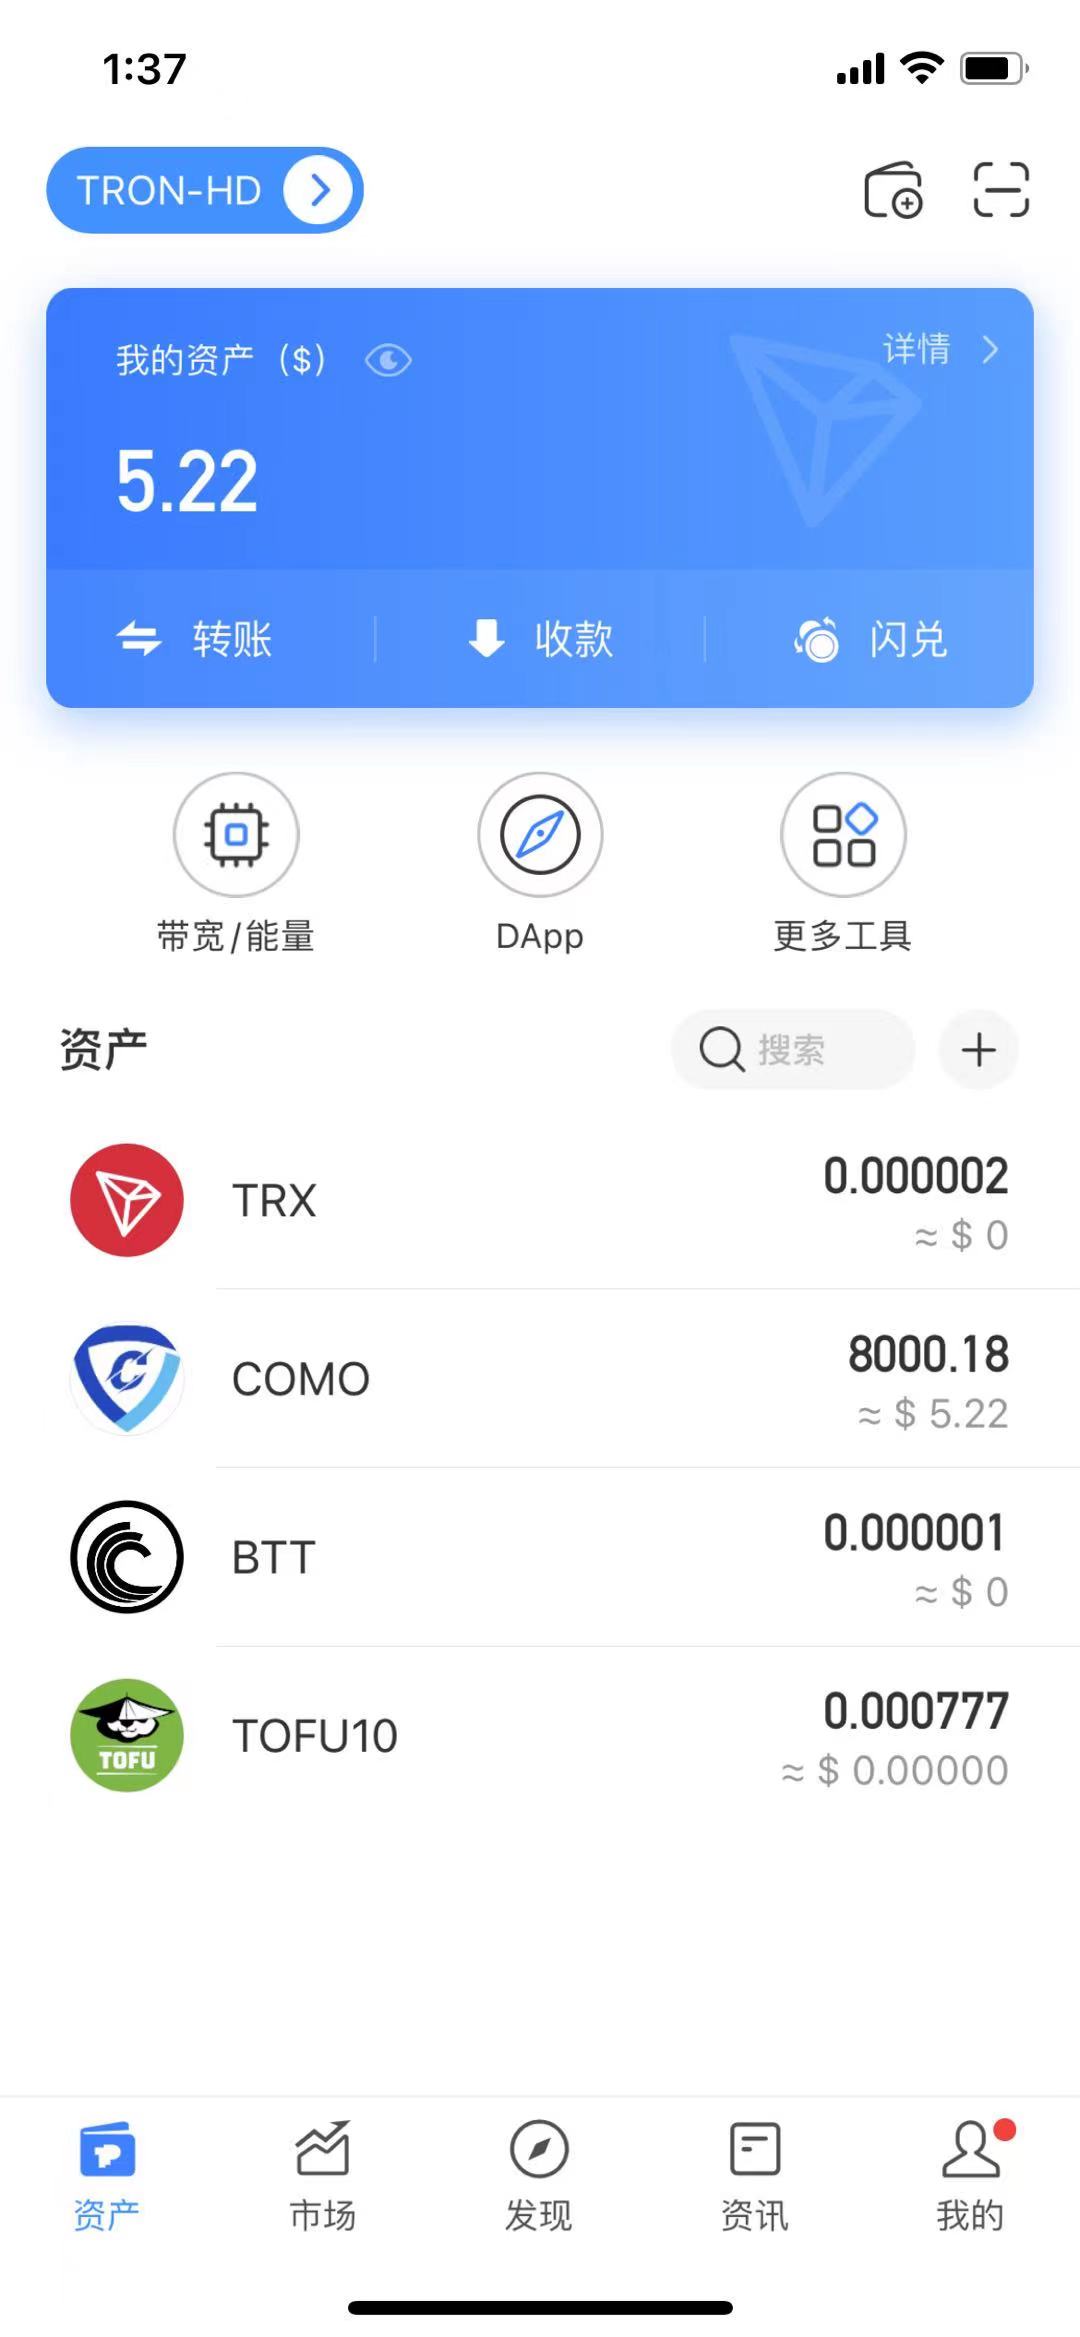 1:37
TRON-HD
我的资产（$）
详情
5.22
转账
收款
闪兑
带宽/能量
DApp
更多工具
资产
搜索
TRX
0.000002
≈ $ 0
COMO
8000.18
≈ $ 5.22
BTT
0.000001
≈ $ 0
TOFU
TOFU10
0.000777
≈ $ 0.00000
资产
市场
发现
资讯
我的